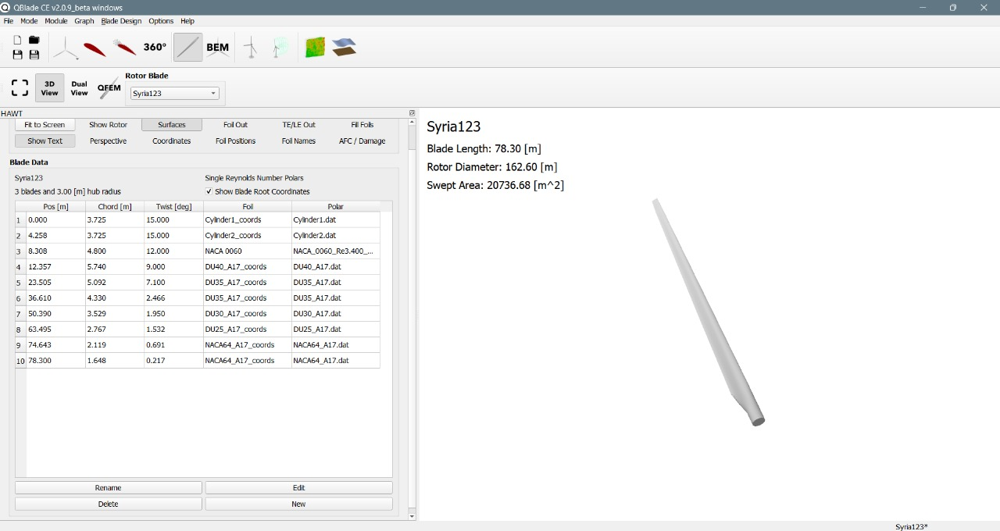 QBlade CE v2.0.9_beta windows
File Mode Module Graph Blade Design Options Help
360° BEM
3D View Dual View QFEM
Rotor Blade
Syria123
HAWT
Fit to Screen Show Rotor Surfaces Foil Out TE/LE Out Fill Foils
Show Text Perspective Coordinates Foil Positions Foil Names AFC / Damage
Blade Data
Syria123 Single Reynolds Number Polars
3 blades and 3.00 [m] hub radius Show Blade Root Coordinates
Pos [m] Chord [m] Twist [deg] Foil Polar
1 0.000 3.725 15.000 Cylinder1_coords Cylinder1.dat
2 4.258 3.725 15.000 Cylinder2_coords Cylinder2.dat
3 8.308 4.800 12.000 NACA 0060 NACA_0060_Re3.400_...
4 12.357 5.740 9.000 DU40_A17_coords DU40_A17.dat
5 23.505 5.092 7.100 DU35_A17_coords DU35_A17.dat
6 36.610 4.330 2.466 DU35_A17_coords DU35_A17.dat
7 50.390 3.529 1.950 DU30_A17_coords DU30_A17.dat
8 63.495 2.767 1.532 DU25_A17_coords DU25_A17.dat
9 74.643 2.119 0.691 NACA64_A17_coords NACA64_A17.dat
10 78.300 1.648 0.217 NACA64_A17_coords NACA64_A17.dat
Rename Edit
Delete New
Syria123
Blade Length: 78.30 [m]
Rotor Diameter: 162.60 [m]
Swept Area: 20736.68 [m^2]
Syria123*